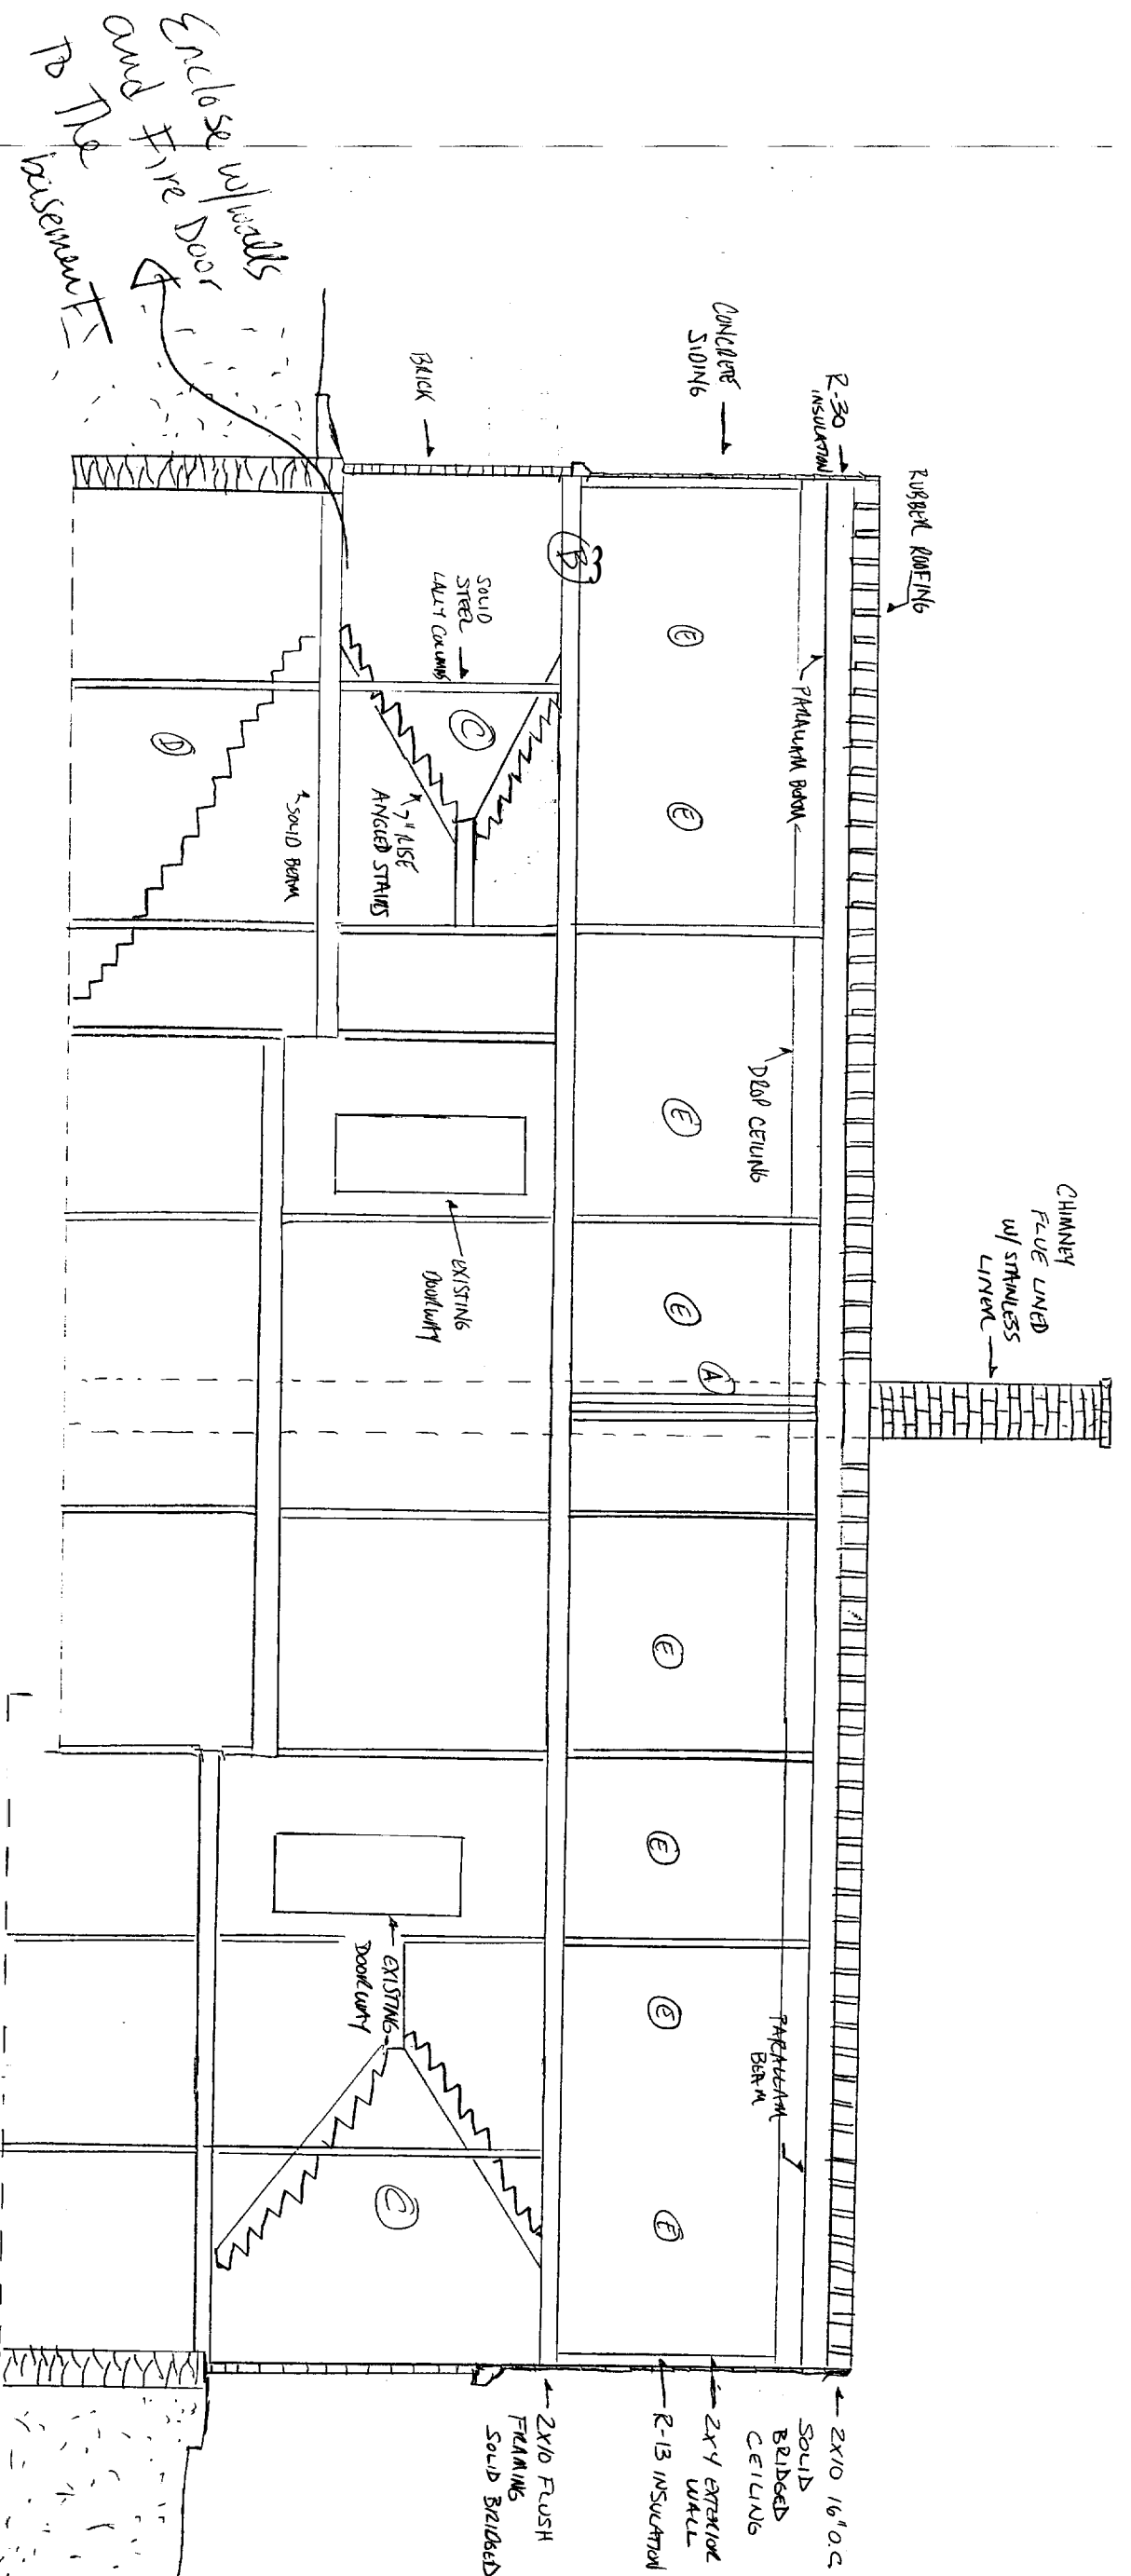 Enclose w/walls
and Fire Door
To The
basement
CONCRETE
SIDING
R-30
INSULATION
RUBBER ROOFING
BRICK
B3
SOLID
STEEL
LALLY COLUMNS
C
D
7" RISE
ANGLED STAIRS
SOLID BEAM
E
E
PARALLAM BEAM
DROP CEILING
E
E
A
EXISTING
DOORWAY
CHIMNEY
FLUE LINED
W/ STAINLESS
LINER
E
E
E
E
EXISTING
DOORWAY
C
PARALLAM
BEAM
2X10 16" O.C
SOLID
BRIDGED
CEILING
2X4 EXTERIOR
WALL
R-13 INSULATION
2X10 FLUSH
FRAMING
SOLID BRIDGED